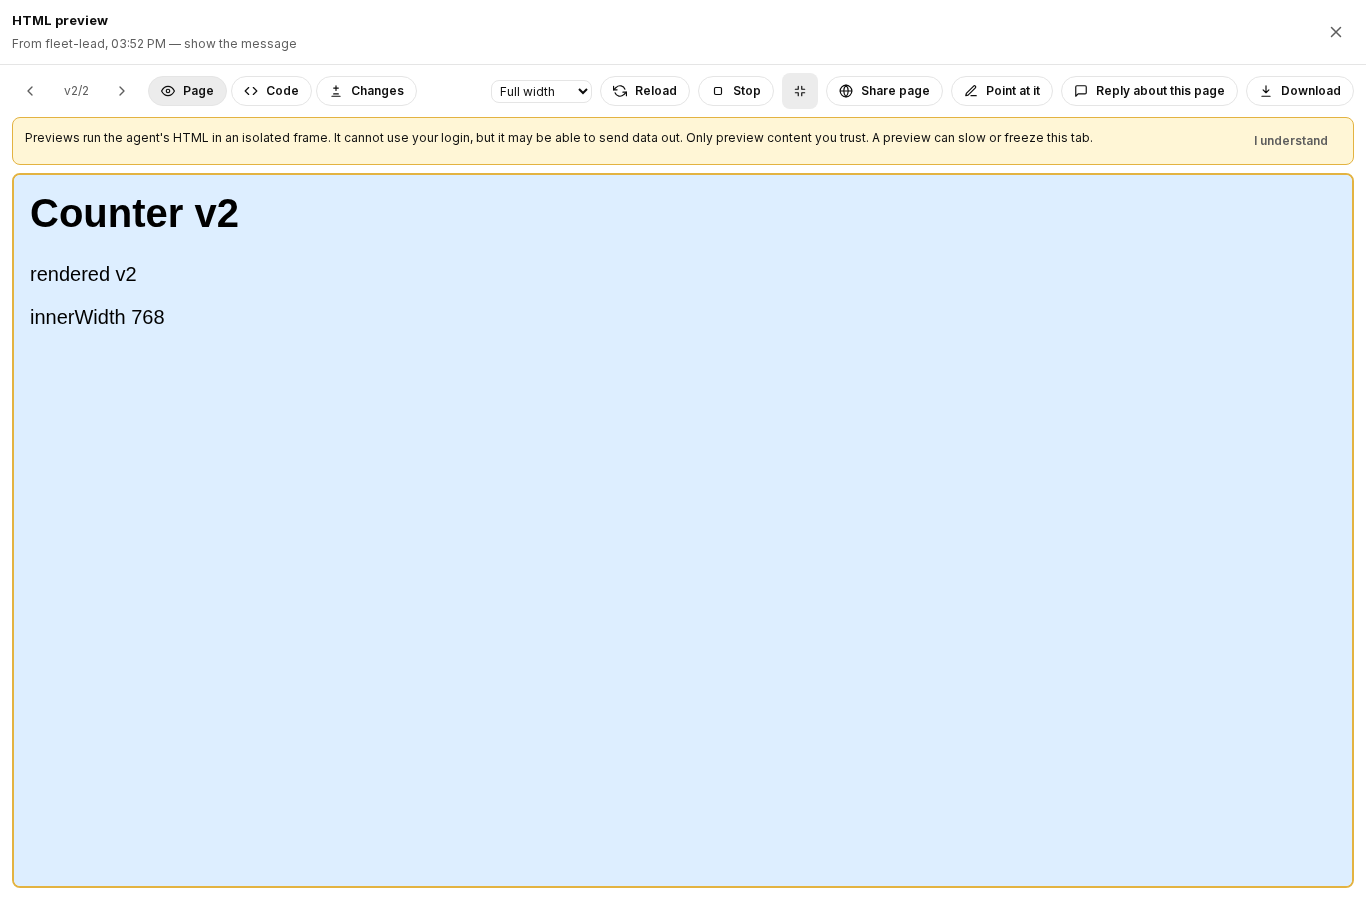 HTML preview
From fleet-lead, 03:52 PM — show the message
v2/2
Page
Code
Changes
Full width
Reload
Stop
Share page
Point at it
Reply about this page
Download
Previews run the agent's HTML in an isolated frame. It cannot use your login, but it may be able to send data out. Only preview content you trust. A preview can slow or freeze this tab.
I understand
Counter v2
rendered v2
innerWidth 768